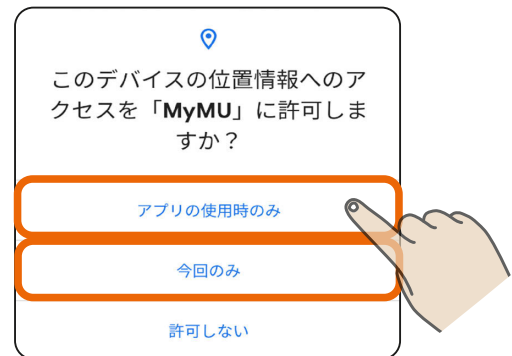 このデバイスの位置情報へのア
クセスを「MyMU」に許可しま
すか？
アプリの使用時のみ
今回のみ
許可しない